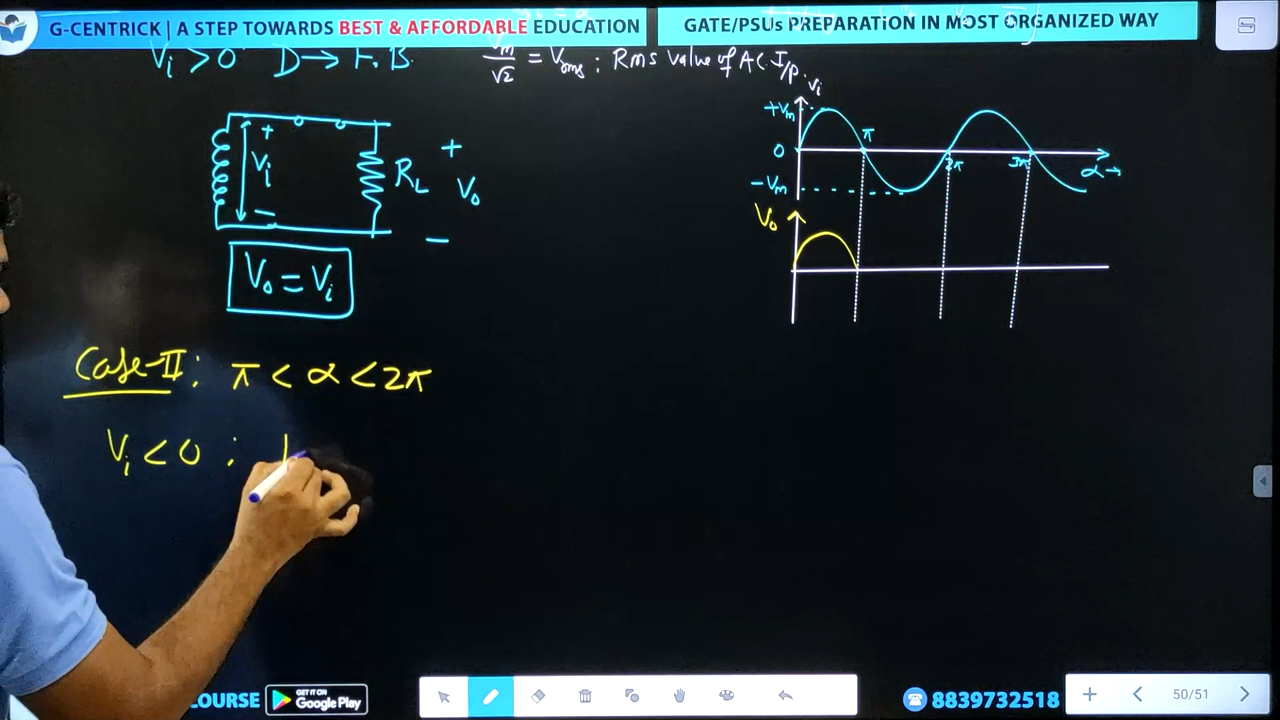 G-CENTRICK | A STEP TOWARDS BEST & AFFORDABLE EDUCATION
GATE/PSUs PREPARATION IN MOST ORGANIZED WAY
Vi > 0 D → F.B.
Vm/√2 = Vrms : Rms Value of AC I/p.
+
Vi
−
RL
+
Vo
−
Vo = Vi
Vi
+Vm
0
−Vm
π
2π
3π
α→
Vo
Case-II : π < α < 2π
Vi < 0 :
COURSE
GET IT ON
Google Play
8839732518
50/51